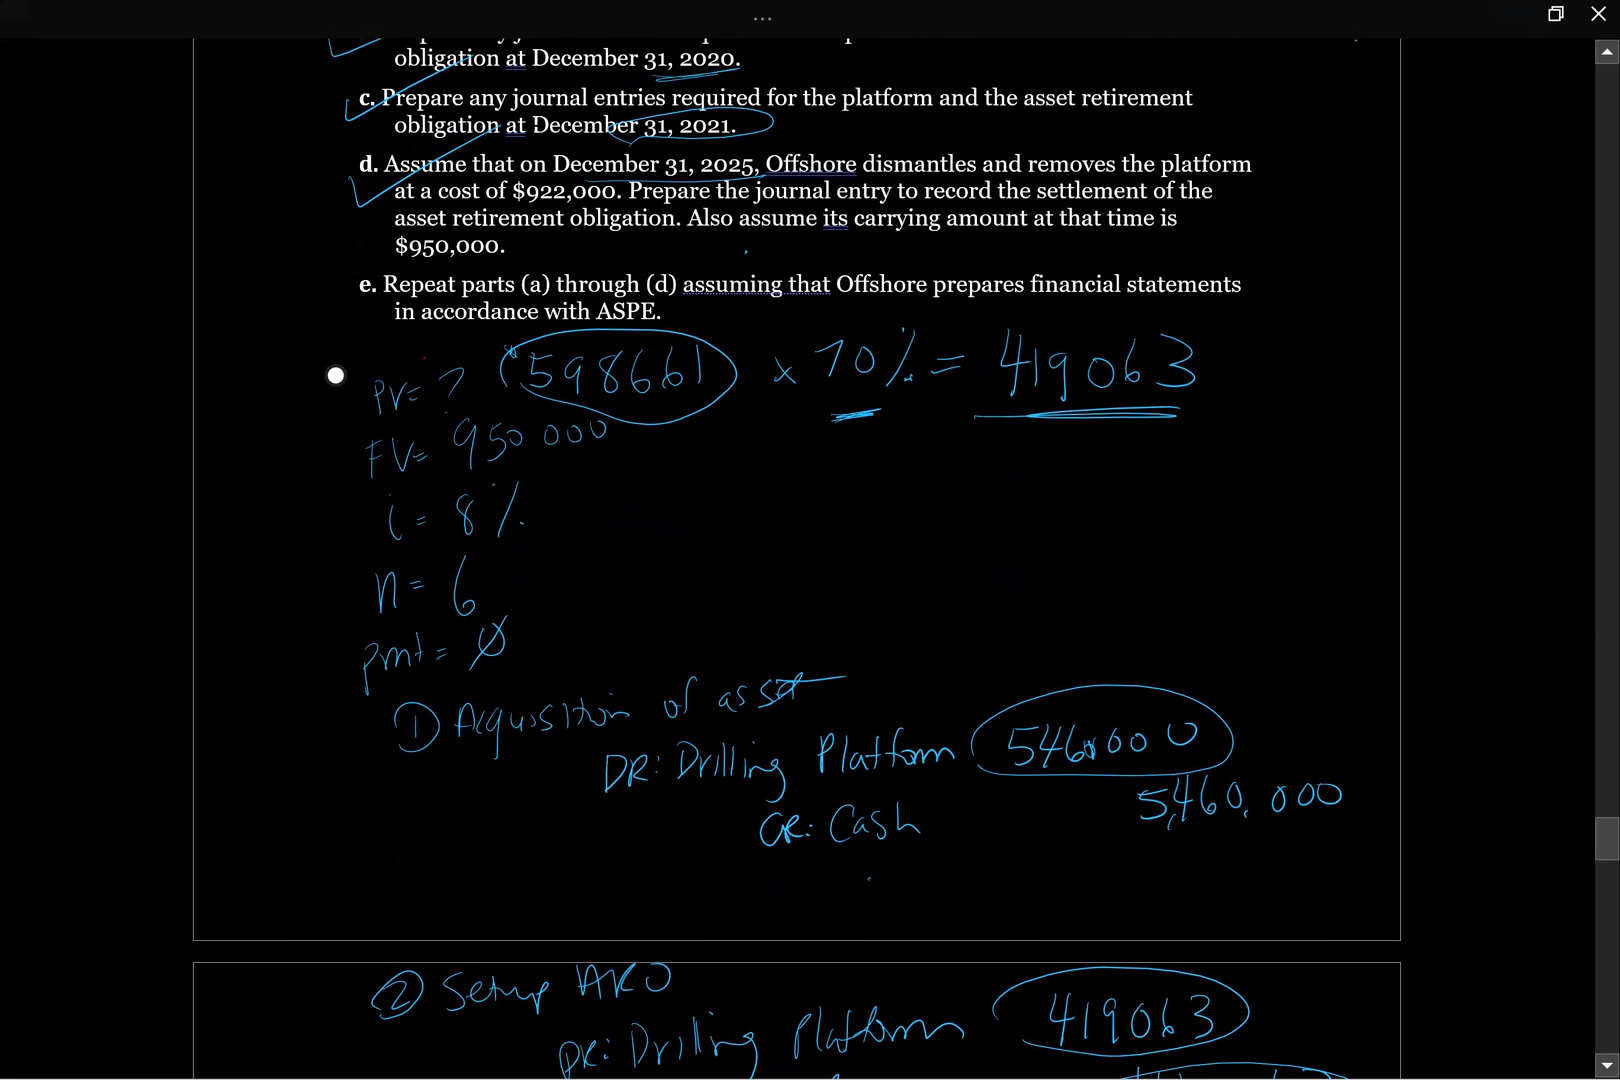 obligation at December 31, 2020.
c. Prepare any journal entries required for the platform and the asset retirement
obligation at December 31, 2021.
d. Assume that on December 31, 2025, Offshore dismantles and removes the platform
at a cost of $922,000. Prepare the journal entry to record the settlement of the
asset retirement obligation. Also assume its carrying amount at that time is
$950,000.
e. Repeat parts (a) through (d) assuming that Offshore prepares financial statements
in accordance with ASPE.
PV= ? 598661 x 70% = 419063
FV= 950 000
i = 8%
n = 6
pmt = Ø
① Acquisition of asset
DR: Drilling Platform 5460000
CR: Cash 5,460,000
② Setup ARO
DR: Drilling Platform 419063